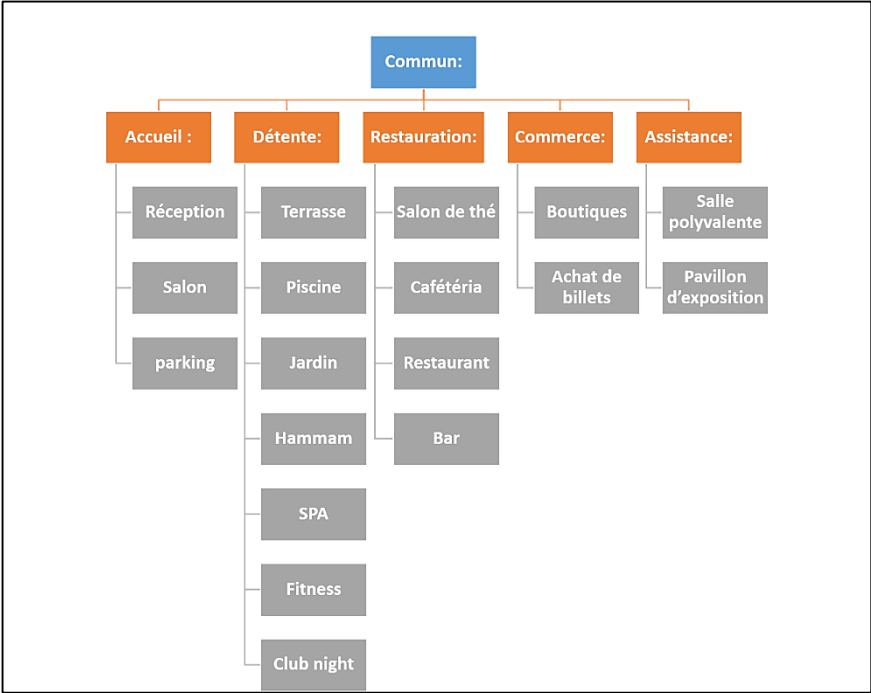 Commun:
Accueil :
Réception
Salon
parking
Détente:
Terrasse
Piscine
Jardin
Hammam
SPA
Fitness
Club night
Restauration:
Salon de thé
Cafétéria
Restaurant
Bar
Commerce:
Boutiques
Achat de
billets
Assistance:
Salle
polyvalente
Pavillon
d’exposition